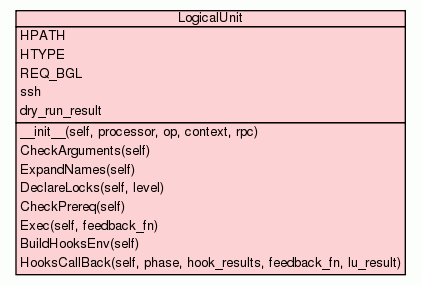 LogicalUnit
HPATH
HTYPE
REQ_BGL
ssh
dry_run_result
__init__(self, processor, op, context, rpc)
CheckArguments(self)
ExpandNames(self)
DeclareLocks(self, level)
CheckPrereq(self)
Exec(self, feedback_fn)
BuildHooksEnv(self)
HooksCallBack(self, phase, hook_results, feedback_fn, lu_result)